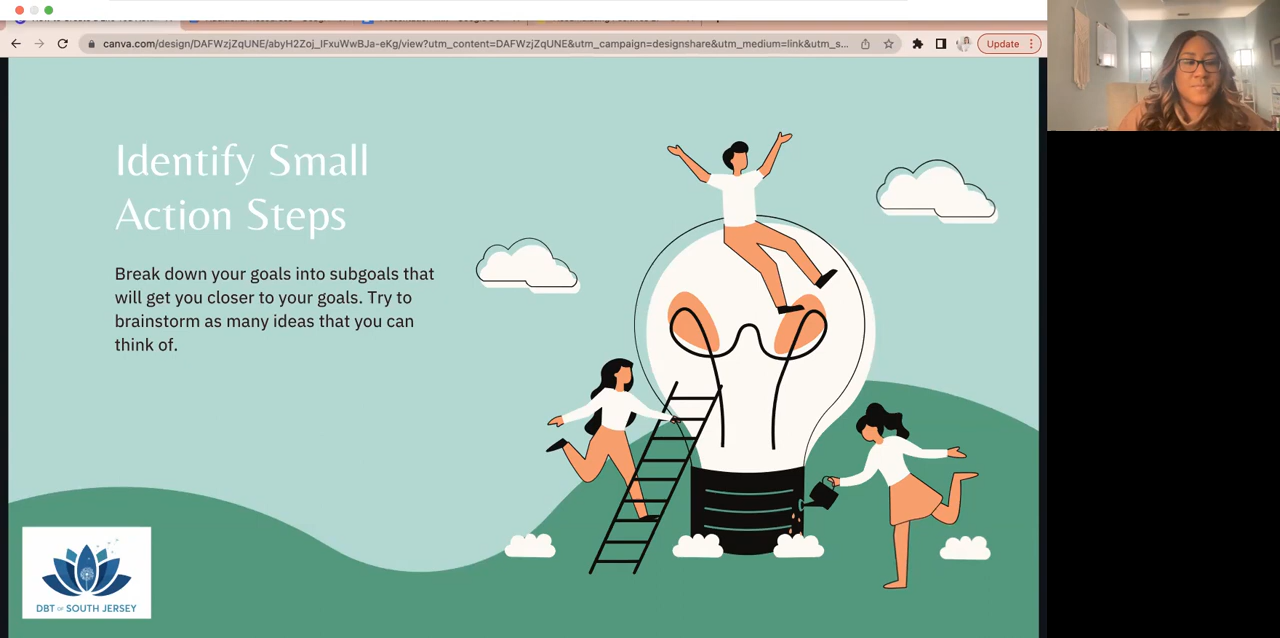 canva.com/design/DAFWzjZqUNE/abyH2Zoj_IFxuWwBJa-eKg/view?utm_content=DAFWzjZqUNE&utm_campaign=designshare&utm_medium=link&utm_s...
Update
Identify Small
Action Steps
Break down your goals into subgoals that
will get you closer to your goals. Try to
brainstorm as many ideas that you can
think of.
DBT OF SOUTH JERSEY